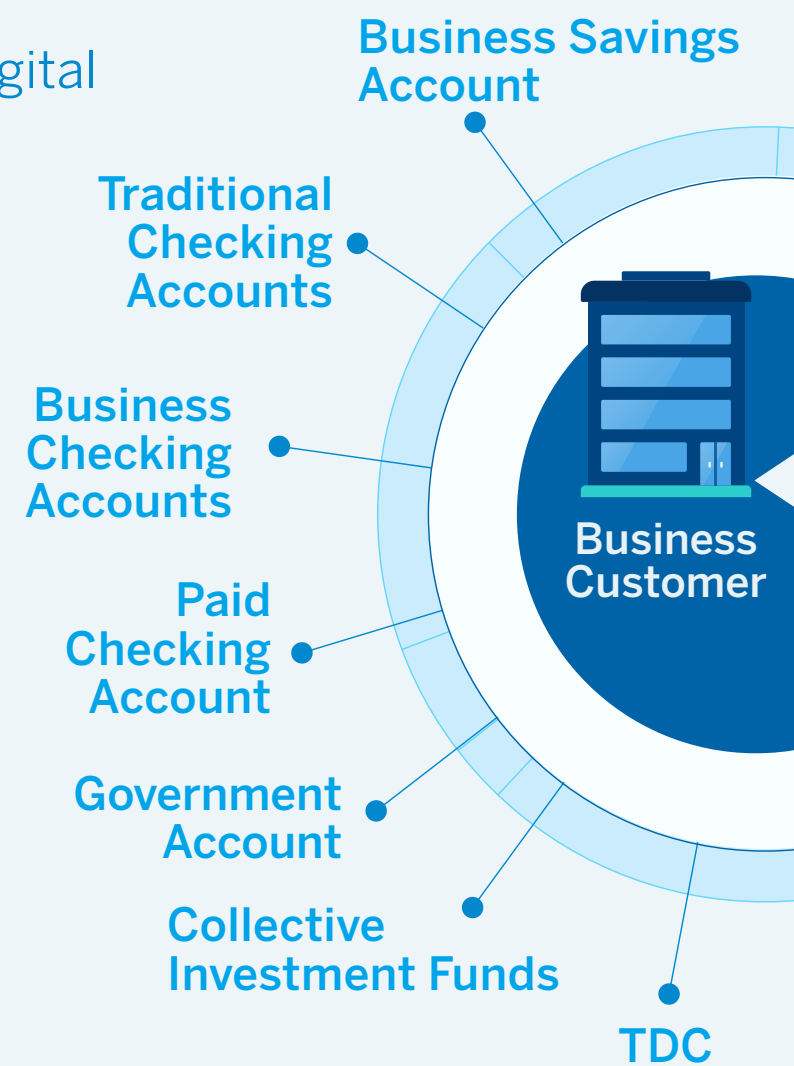 gital
Business Savings
Account
Traditional
Checking
Accounts
Business
Checking
Accounts
Business
Customer
Paid
Checking
Account
Government
Account
Collective
Investment Funds
TDC